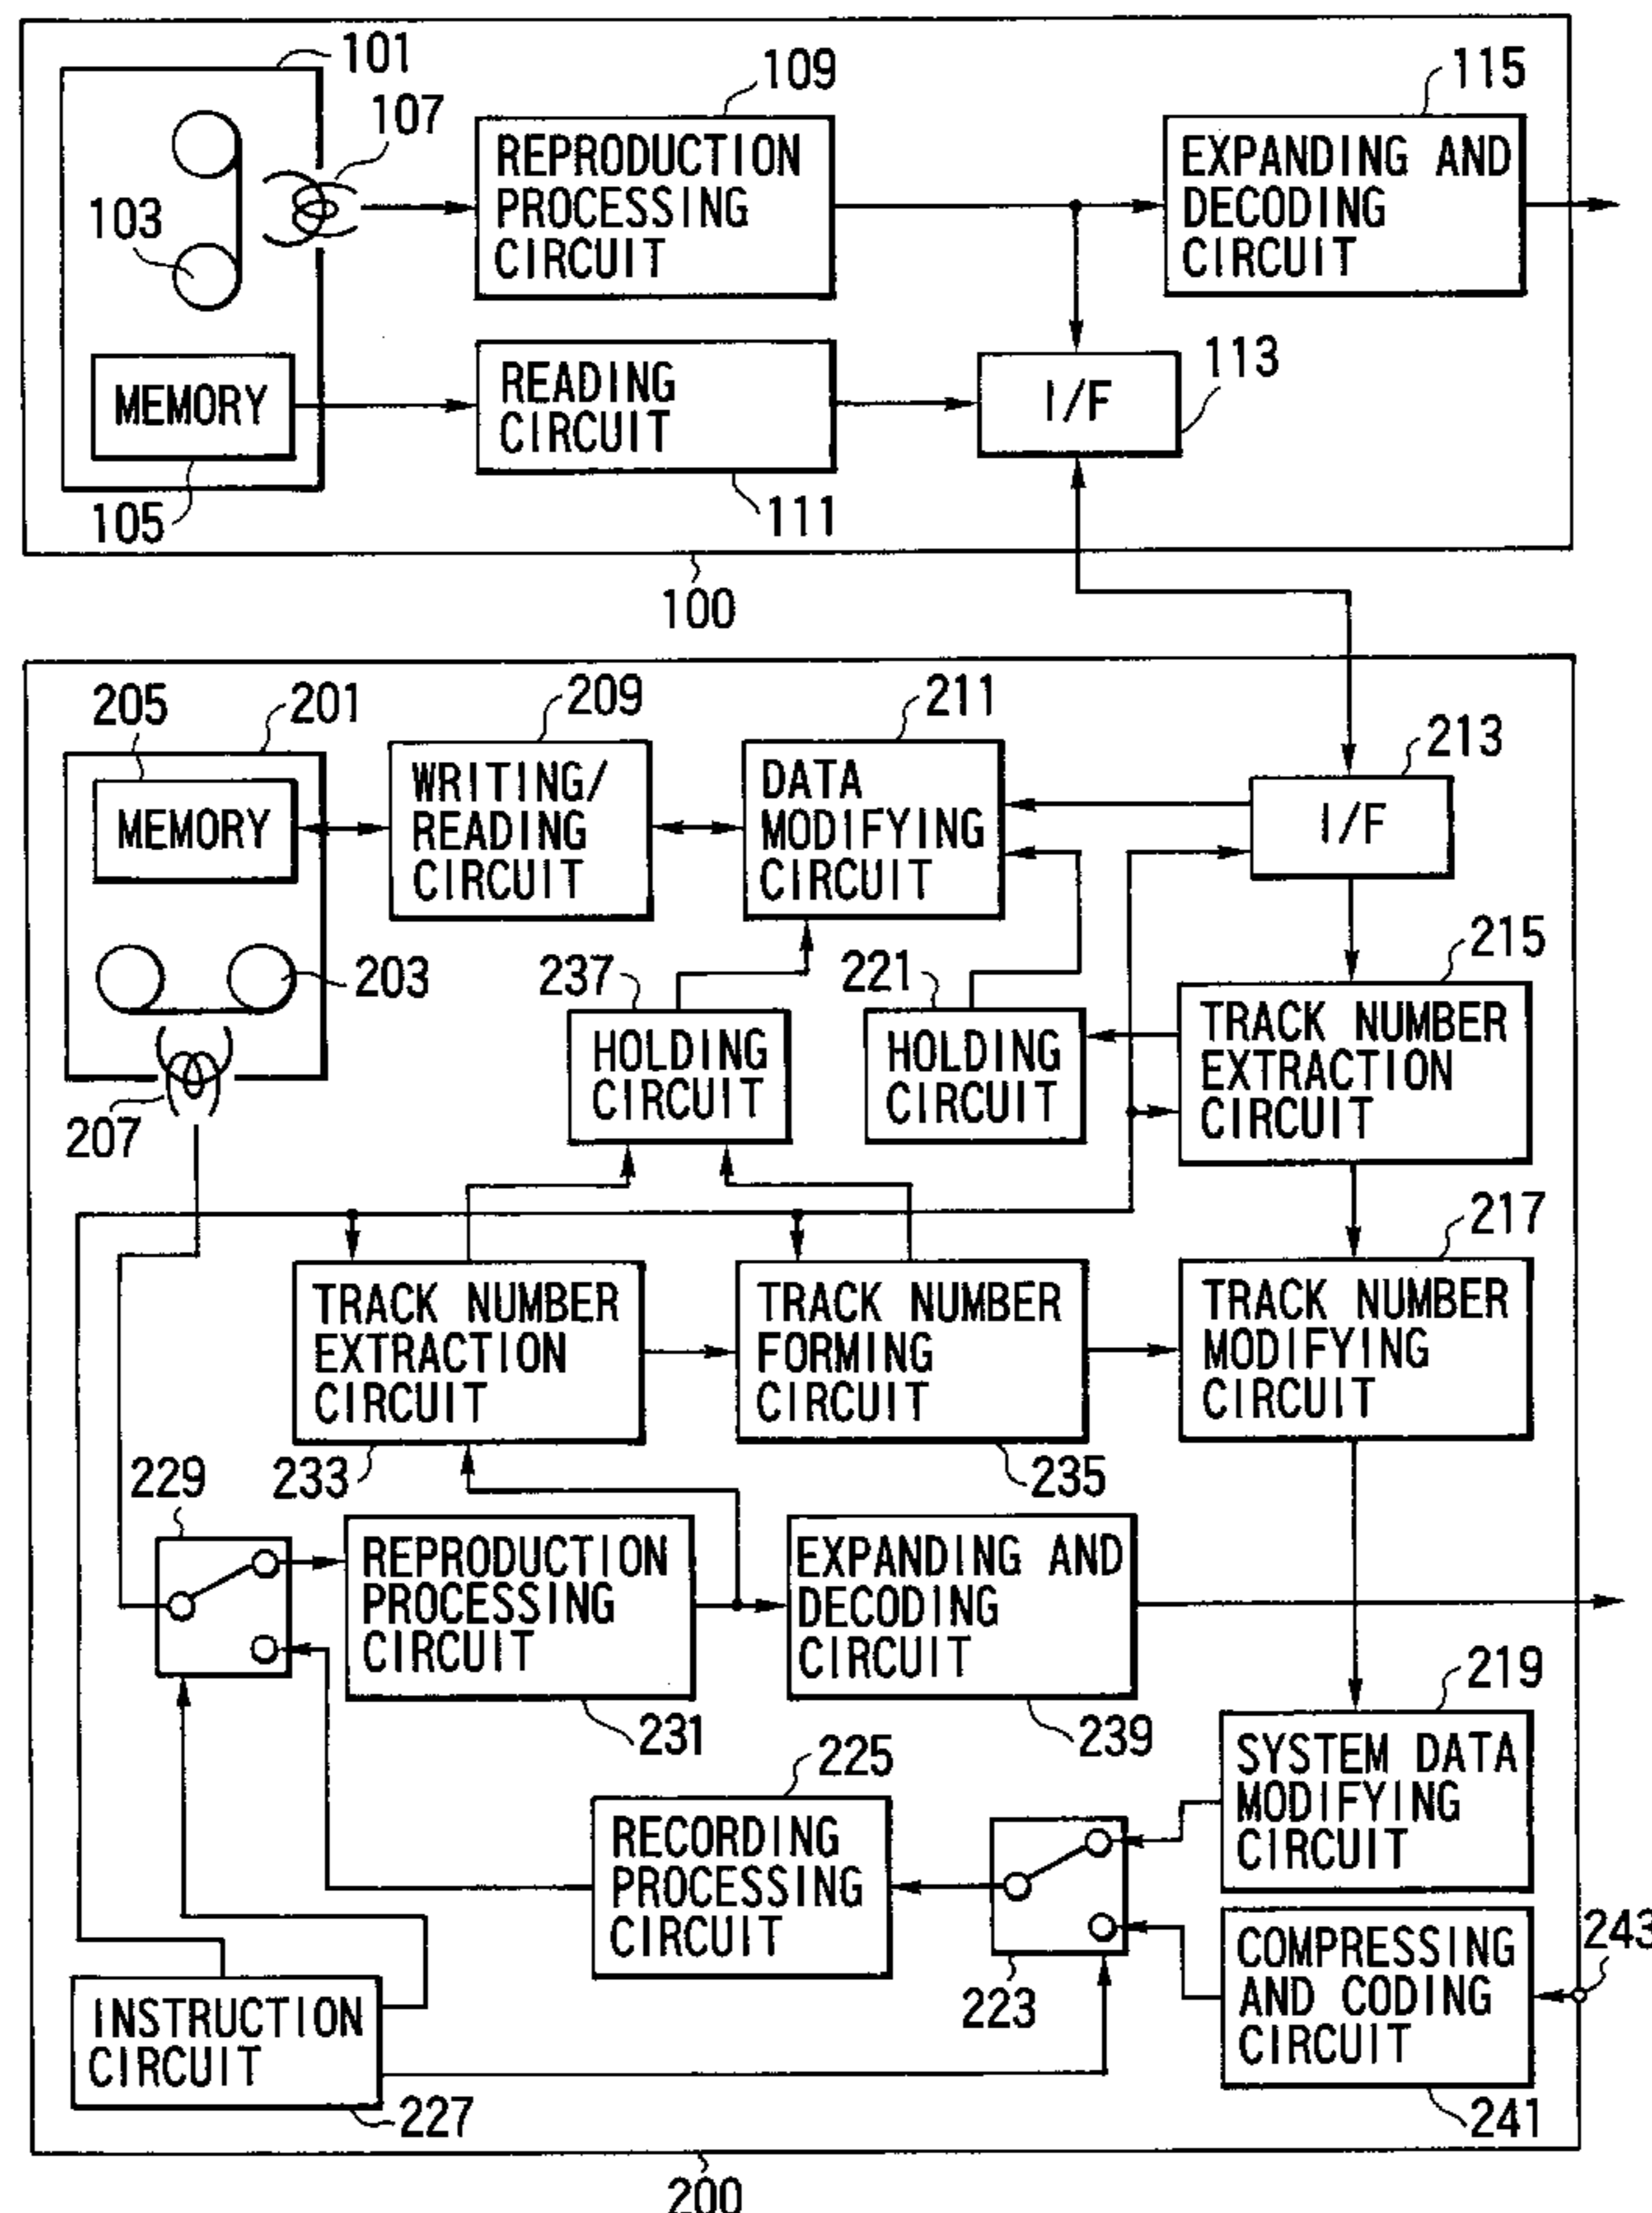 101
107
109
115
REPRODUCTION
PROCESSING
CIRCUIT
EXPANDING AND
DECODING
CIRCUIT
103
MEMORY
READING
CIRCUIT
I/F
113
105
111
100
205
201
209
211
213
MEMORY
WRITING/
READING
CIRCUIT
DATA
MODIFYING
CIRCUIT
I/F
203
237
221
215
HOLDING
CIRCUIT
HOLDING
CIRCUIT
TRACK NUMBER
EXTRACTION
CIRCUIT
207
217
TRACK NUMBER
EXTRACTION
CIRCUIT
TRACK NUMBER
FORMING
CIRCUIT
TRACK NUMBER
MODIFYING
CIRCUIT
229
233
235
REPRODUCTION
PROCESSING
CIRCUIT
EXPANDING AND
DECODING
CIRCUIT
231
239
219
225
SYSTEM DATA
MODIFYING
CIRCUIT
RECORDING
PROCESSING
CIRCUIT
223
COMPRESSING
AND CODING
CIRCUIT
243
INSTRUCTION
CIRCUIT
227
241
200